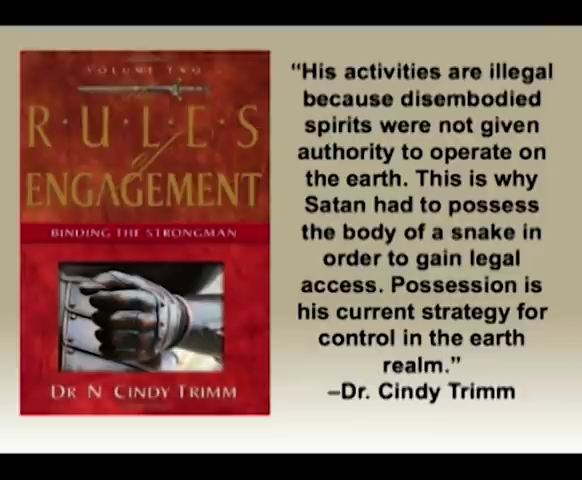 VOLUME TWO
The
R·U·L·E·S
of
ENGAGEMENT
BINDING THE STRONGMAN
DR N CINDY TRIMM
“His activities are illegal
because disembodied
spirits were not given
authority to operate on
the earth. This is why
Satan had to possess
the body of a snake in
order to gain legal
access. Possession is
his current strategy for
control in the earth
realm.”
–Dr. Cindy Trimm